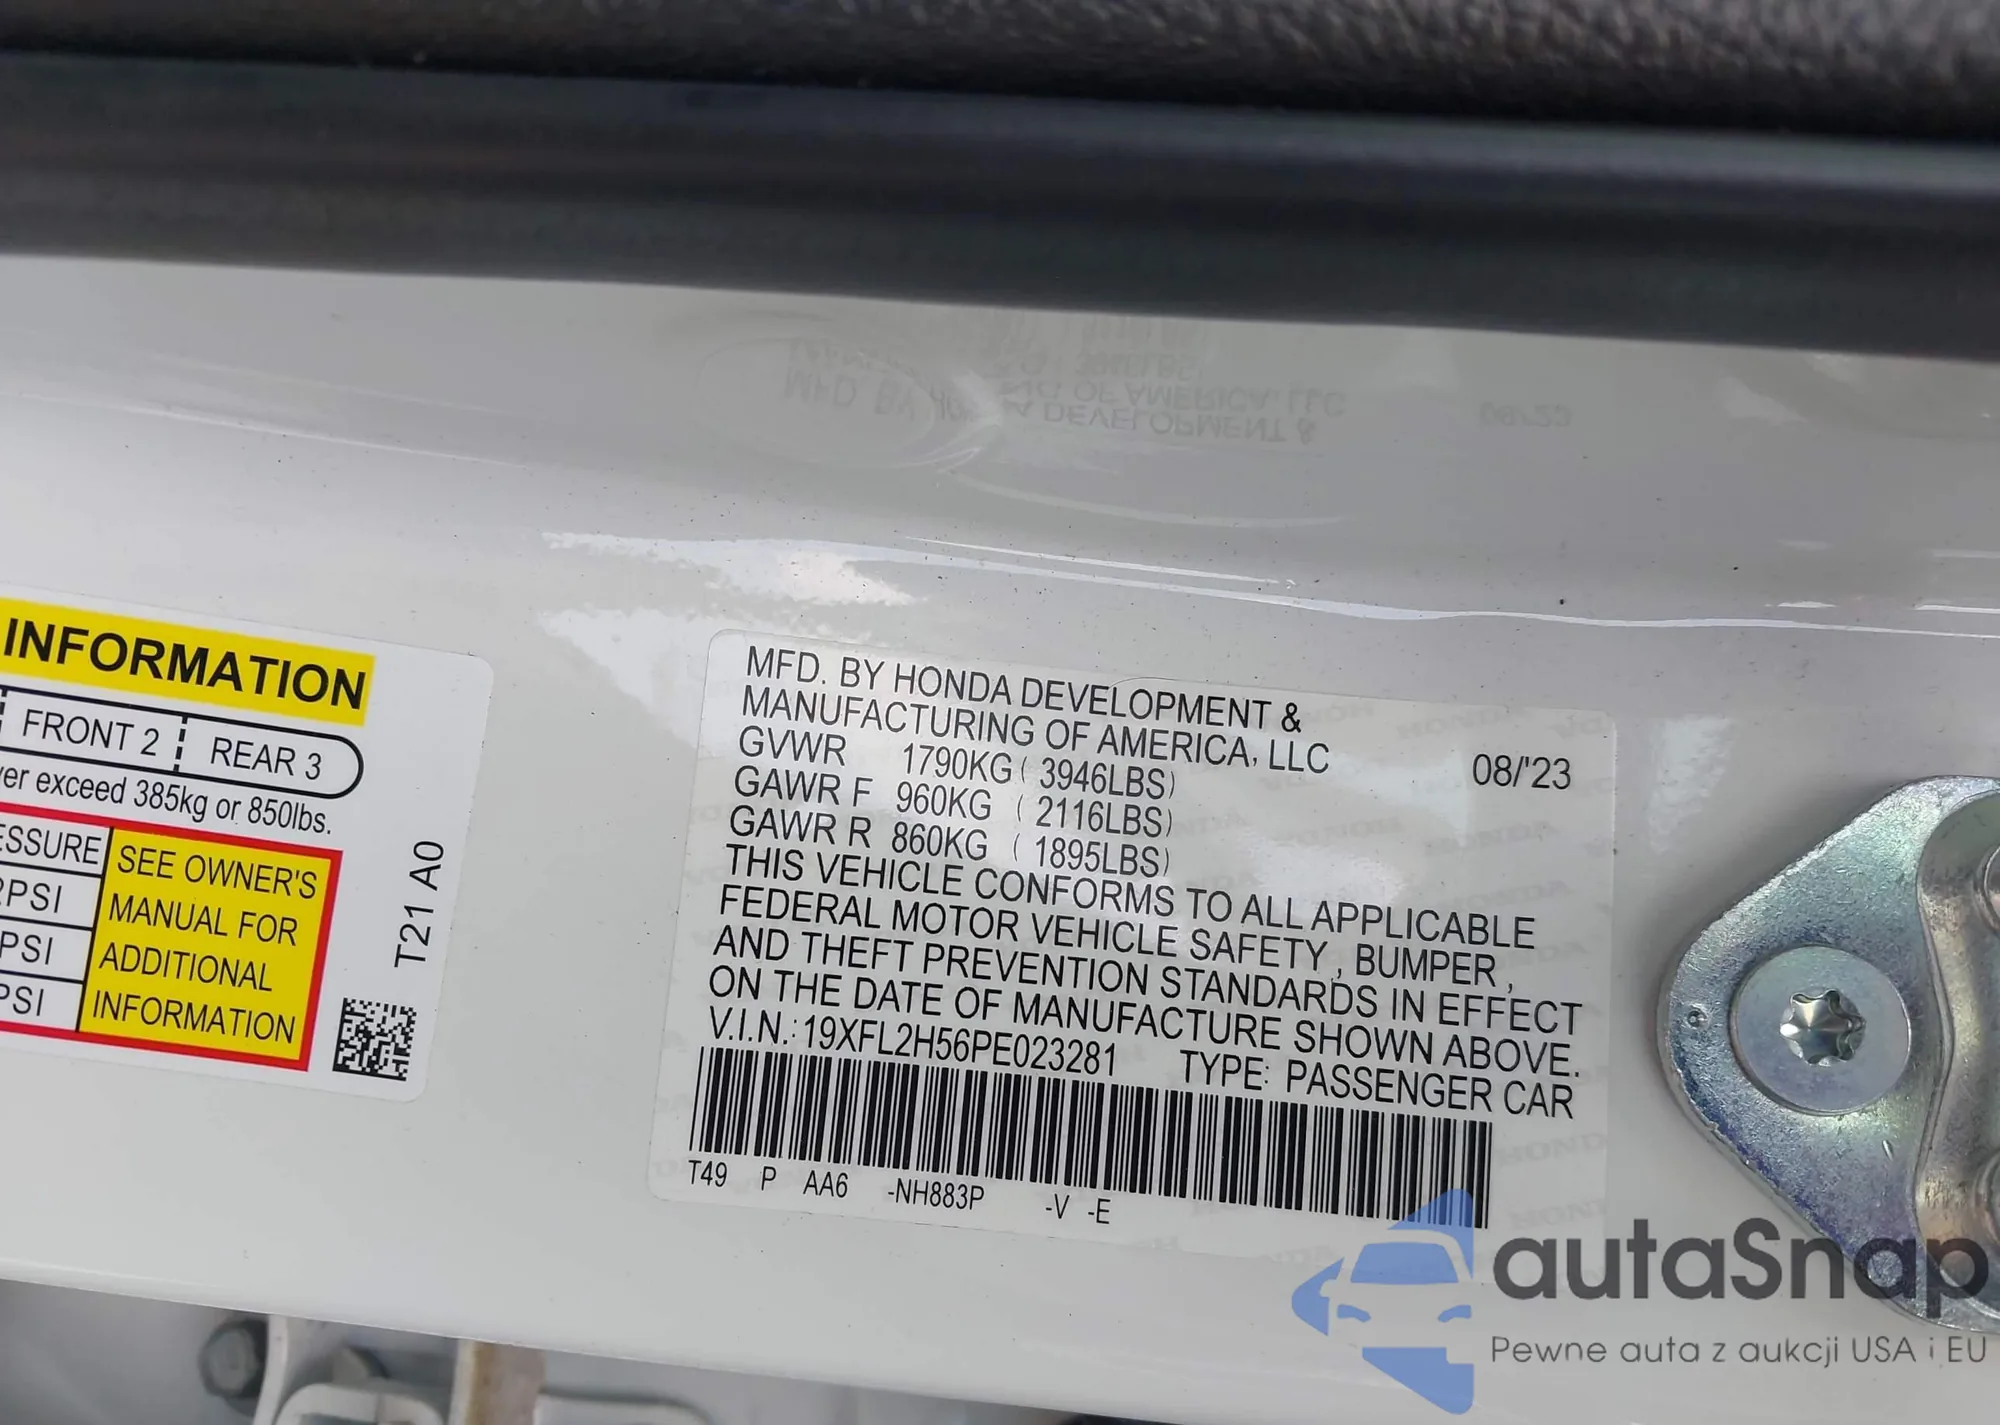 INFORMATION
FRONT 2 REAR 3
exceed 385kg or 850lbs.
SEE OWNER'S
MANUAL FOR
ADDITIONAL
INFORMATION
PSI
PSI
T21 A0
MFD. BY HONDA DEVELOPMENT &
MANUFACTURING OF AMERICA, LLC
08/'23
GVWR 1790KG ( 3946LBS)
GAWR F 960KG ( 2116LBS)
GAWR R 860KG ( 1895LBS)
THIS VEHICLE CONFORMS TO ALL APPLICABLE
FEDERAL MOTOR VEHICLE SAFETY, BUMPER,
AND THEFT PREVENTION STANDARDS IN EFFECT
ON THE DATE OF MANUFACTURE SHOWN ABOVE.
V.I.N.: 19XFL2H56PE023281 TYPE: PASSENGER CAR
T49 P AA6 -NH883P -V -E
autaSnap
Pewne auta z aukcji USA i EU